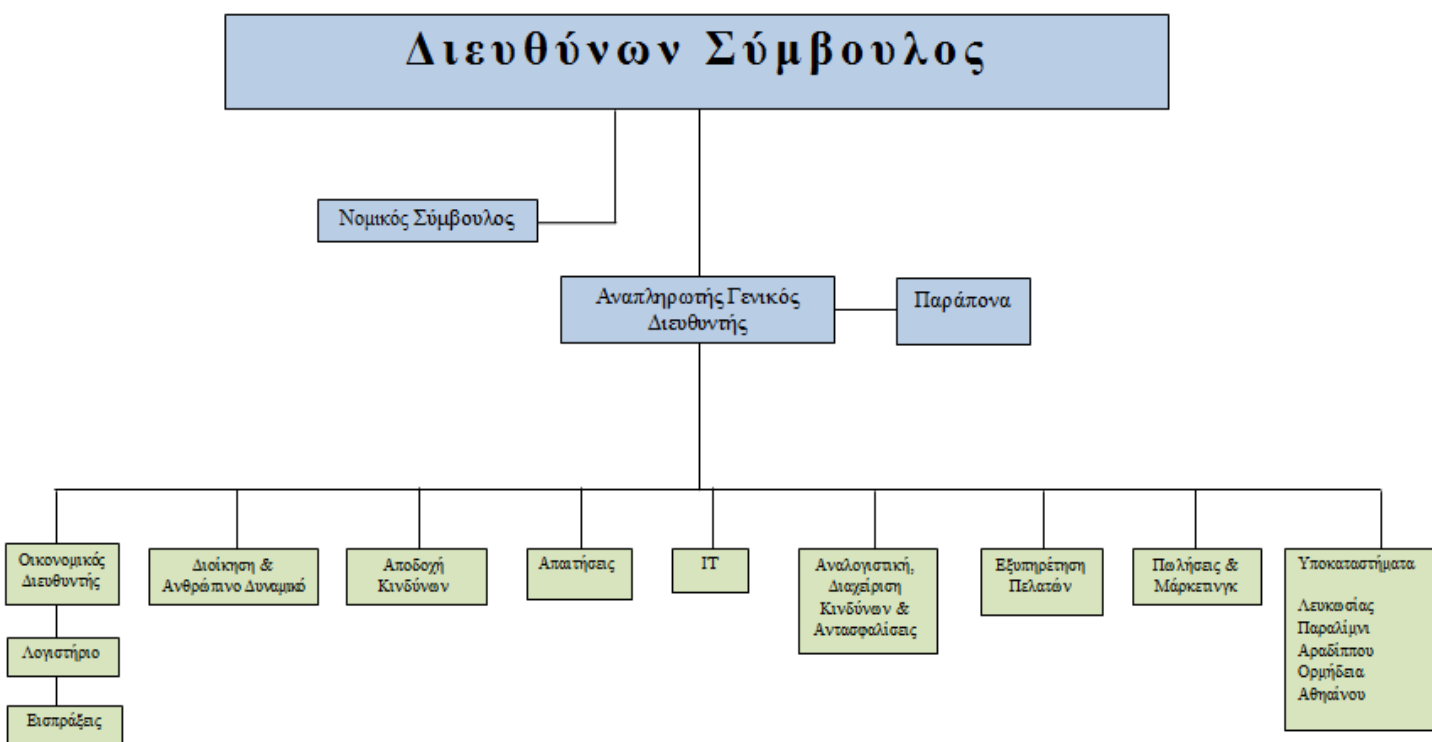 Διευθύνων Σύμβουλος
Νομικός Σύμβουλος
Αναπληρωτής Γενικός
Διευθυντής
Παράπονα
Οικονομικός
Διευθυντής
Λογιστήριο
Εισπράξεις
Διοίκηση &
Ανθρώπινο Δυναμικό
Αποδοχή
Κινδύνων
Απαιτήσεις
IT
Αναλογιστική,
Διαχείριση
Κινδύνων &
Αντασφαλίσεις
Εξυπηρέτηση
Πελατών
Πωλήσεις &
Μάρκετινγκ
Υποκαταστήματα
Λευκωσίας
Παραλίμνι
Αραδίππου
Ορμήδεια
Αθηαίνου